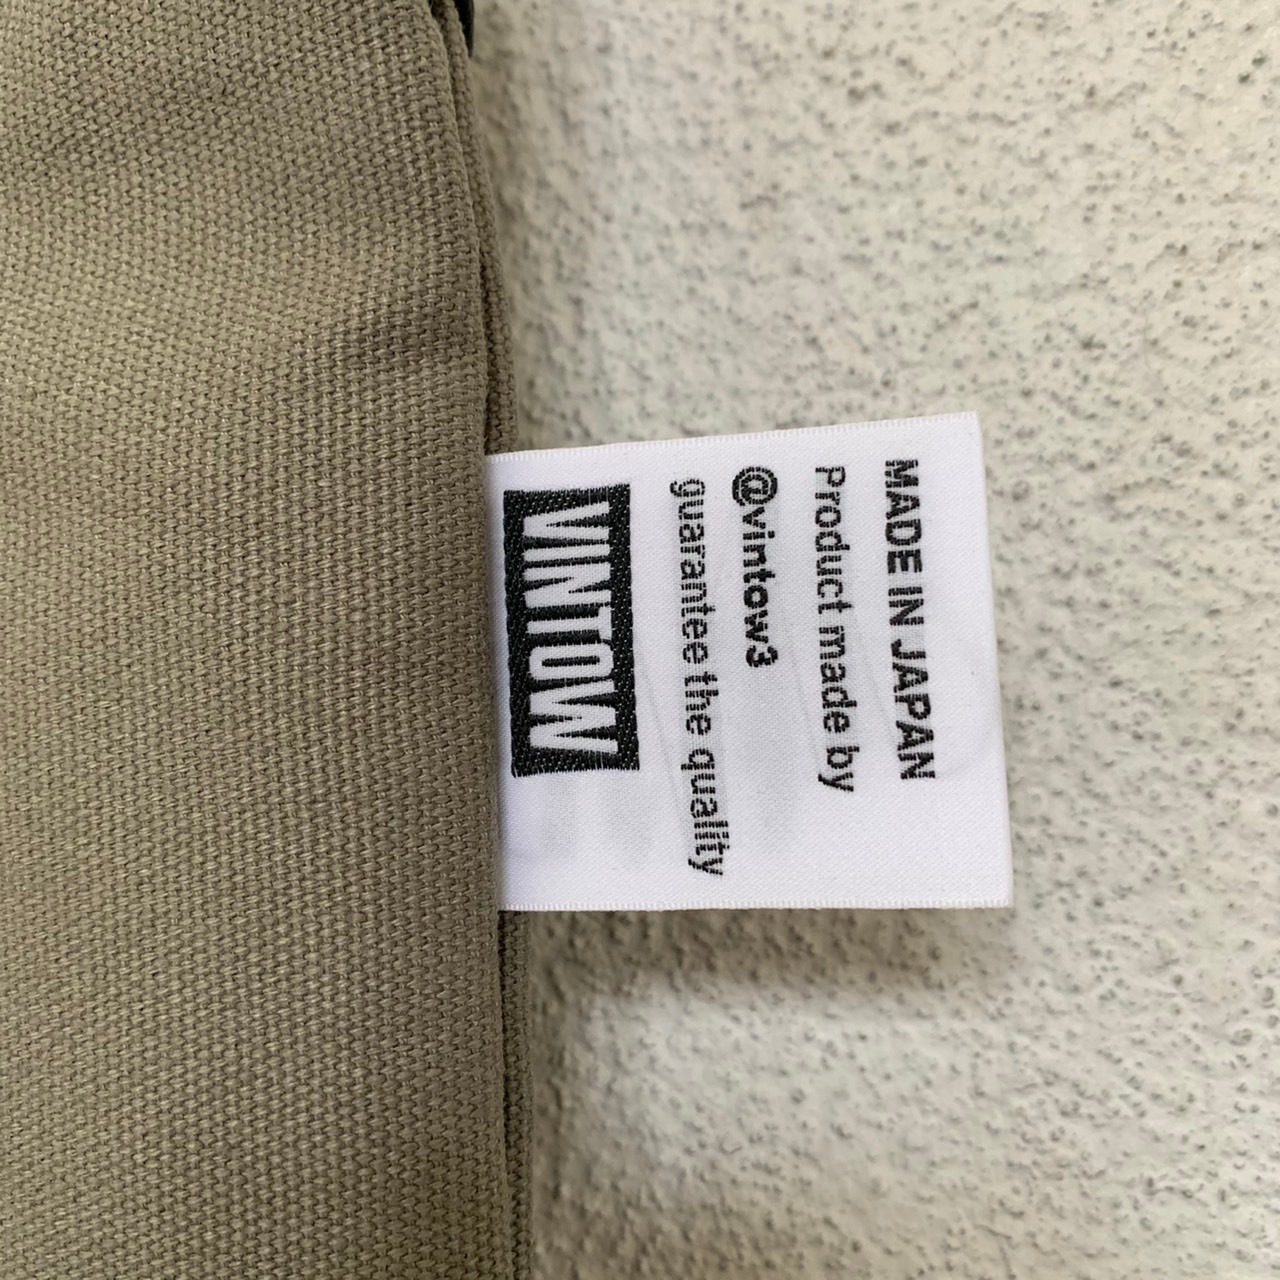 MADE IN JAPAN
Product made by
@vintow3
guarantee the quality
VINTOW